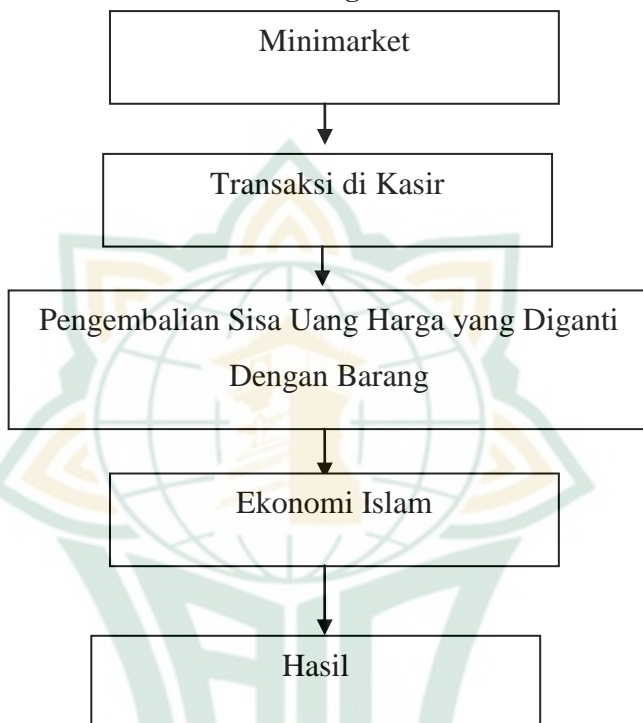 Minimarket
Transaksi di Kasir
Pengembalian Sisa Uang Harga yang Diganti
Dengan Barang
Ekonomi Islam
Hasil